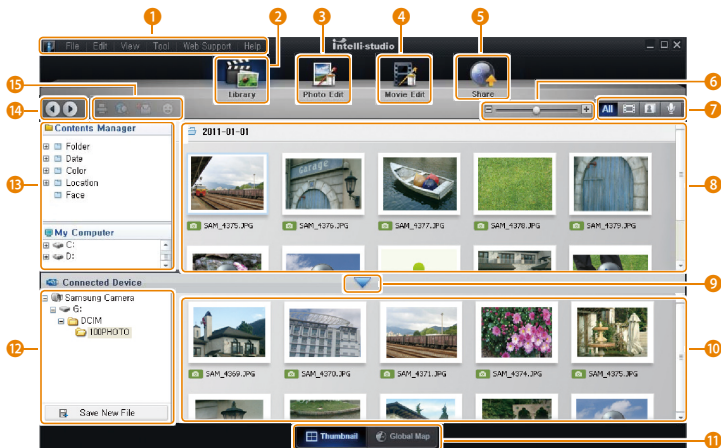 1 2 3 4 5
File Edit View Tool Web Support Help
intelli-studio
Library Photo Edit Movie Edit Share
15 6
14 All 7
Contents Manager
2011-01-01
Folder
Date
Color
Location
Face
13
8
SAM_4375.JPG SAM_4376.JPG SAM_4377.JPG SAM_4378.JPG SAM_4379.JPG
My Computer
C:
D:
Connected Device
9
Samsung Camera
G:
DCIM
100PHOTO
12
10
SAM_4369.JPG SAM_4370.JPG SAM_4371.JPG SAM_4374.JPG SAM_4375.JPG
Save New File
Thumbnail Global Map
11